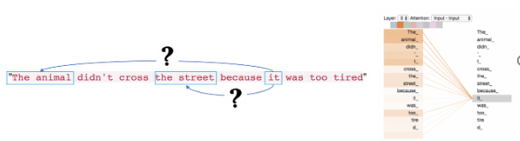 ?
"The animal didn't cross the street because it was too tired"
?
Layer: 5 Attention: Input - Input
The_ The_
animal_ animal_
didn_ didn_
'_ '_
t_ t_
cross_ cross_
the_ the_
street_ street_
because_ because_
it_ it_
was_ was_
too_ too_
tire tire
d_ d_